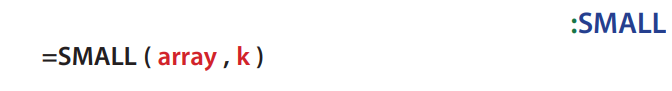 :SMALL
=SMALL ( array , k )